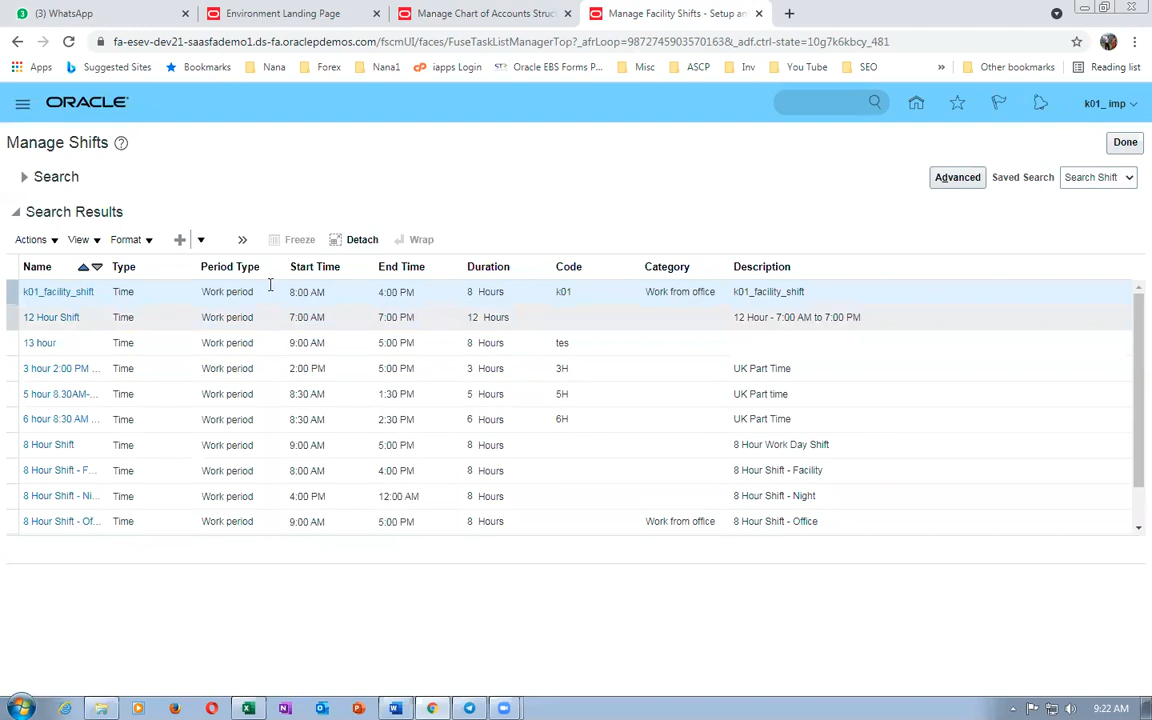 3 (3) WhatsApp
Environment Landing Page
Manage Chart of Accounts Struc
Manage Facility Shifts - Setup an
fa-esev-dev21-saasfademo1.ds-fa.oraclepdemos.com/fscmUI/faces/FuseTaskListManagerTop?_afrLoop=98727459035701638&_adf.ctrl-state=10g7k6kbcy_481
Apps Suggested Sites Bookmarks Nana Forex Nana1 iapps Login Oracle EBS Forms P... Misc ASCP Inv You Tube SEO » Other bookmarks Reading list
ORACLE
k01_ imp
Manage Shifts
Done
Search
Advanced Saved Search Search Shift
Search Results
Actions View Format Freeze Detach Wrap
Name Type Period Type Start Time End Time Duration Code Category Description
k01_facility_shift Time Work period 8:00 AM 4:00 PM 8 Hours k01 Work from office k01_facility_shift
12 Hour Shift Time Work period 7:00 AM 7:00 PM 12 Hours 12 Hour - 7:00 AM to 7:00 PM
13 hour Time Work period 9:00 AM 5:00 PM 8 Hours tes
3 hour 2:00 PM ... Time Work period 2:00 PM 5:00 PM 3 Hours 3H UK Part Time
5 hour 8.30AM-... Time Work period 8:30 AM 1:30 PM 5 Hours 5H UK Part time
6 hour 8:30 AM ... Time Work period 8:30 AM 2:30 PM 6 Hours 6H UK Part Time
8 Hour Shift Time Work period 9:00 AM 5:00 PM 8 Hours 8 Hour Work Day Shift
8 Hour Shift - F... Time Work period 8:00 AM 4:00 PM 8 Hours 8 Hour Shift - Facility
8 Hour Shift - Ni... Time Work period 4:00 PM 12:00 AM 8 Hours 8 Hour Shift - Night
8 Hour Shift - Of... Time Work period 9:00 AM 5:00 PM 8 Hours Work from office 8 Hour Shift - Office
9:22 AM